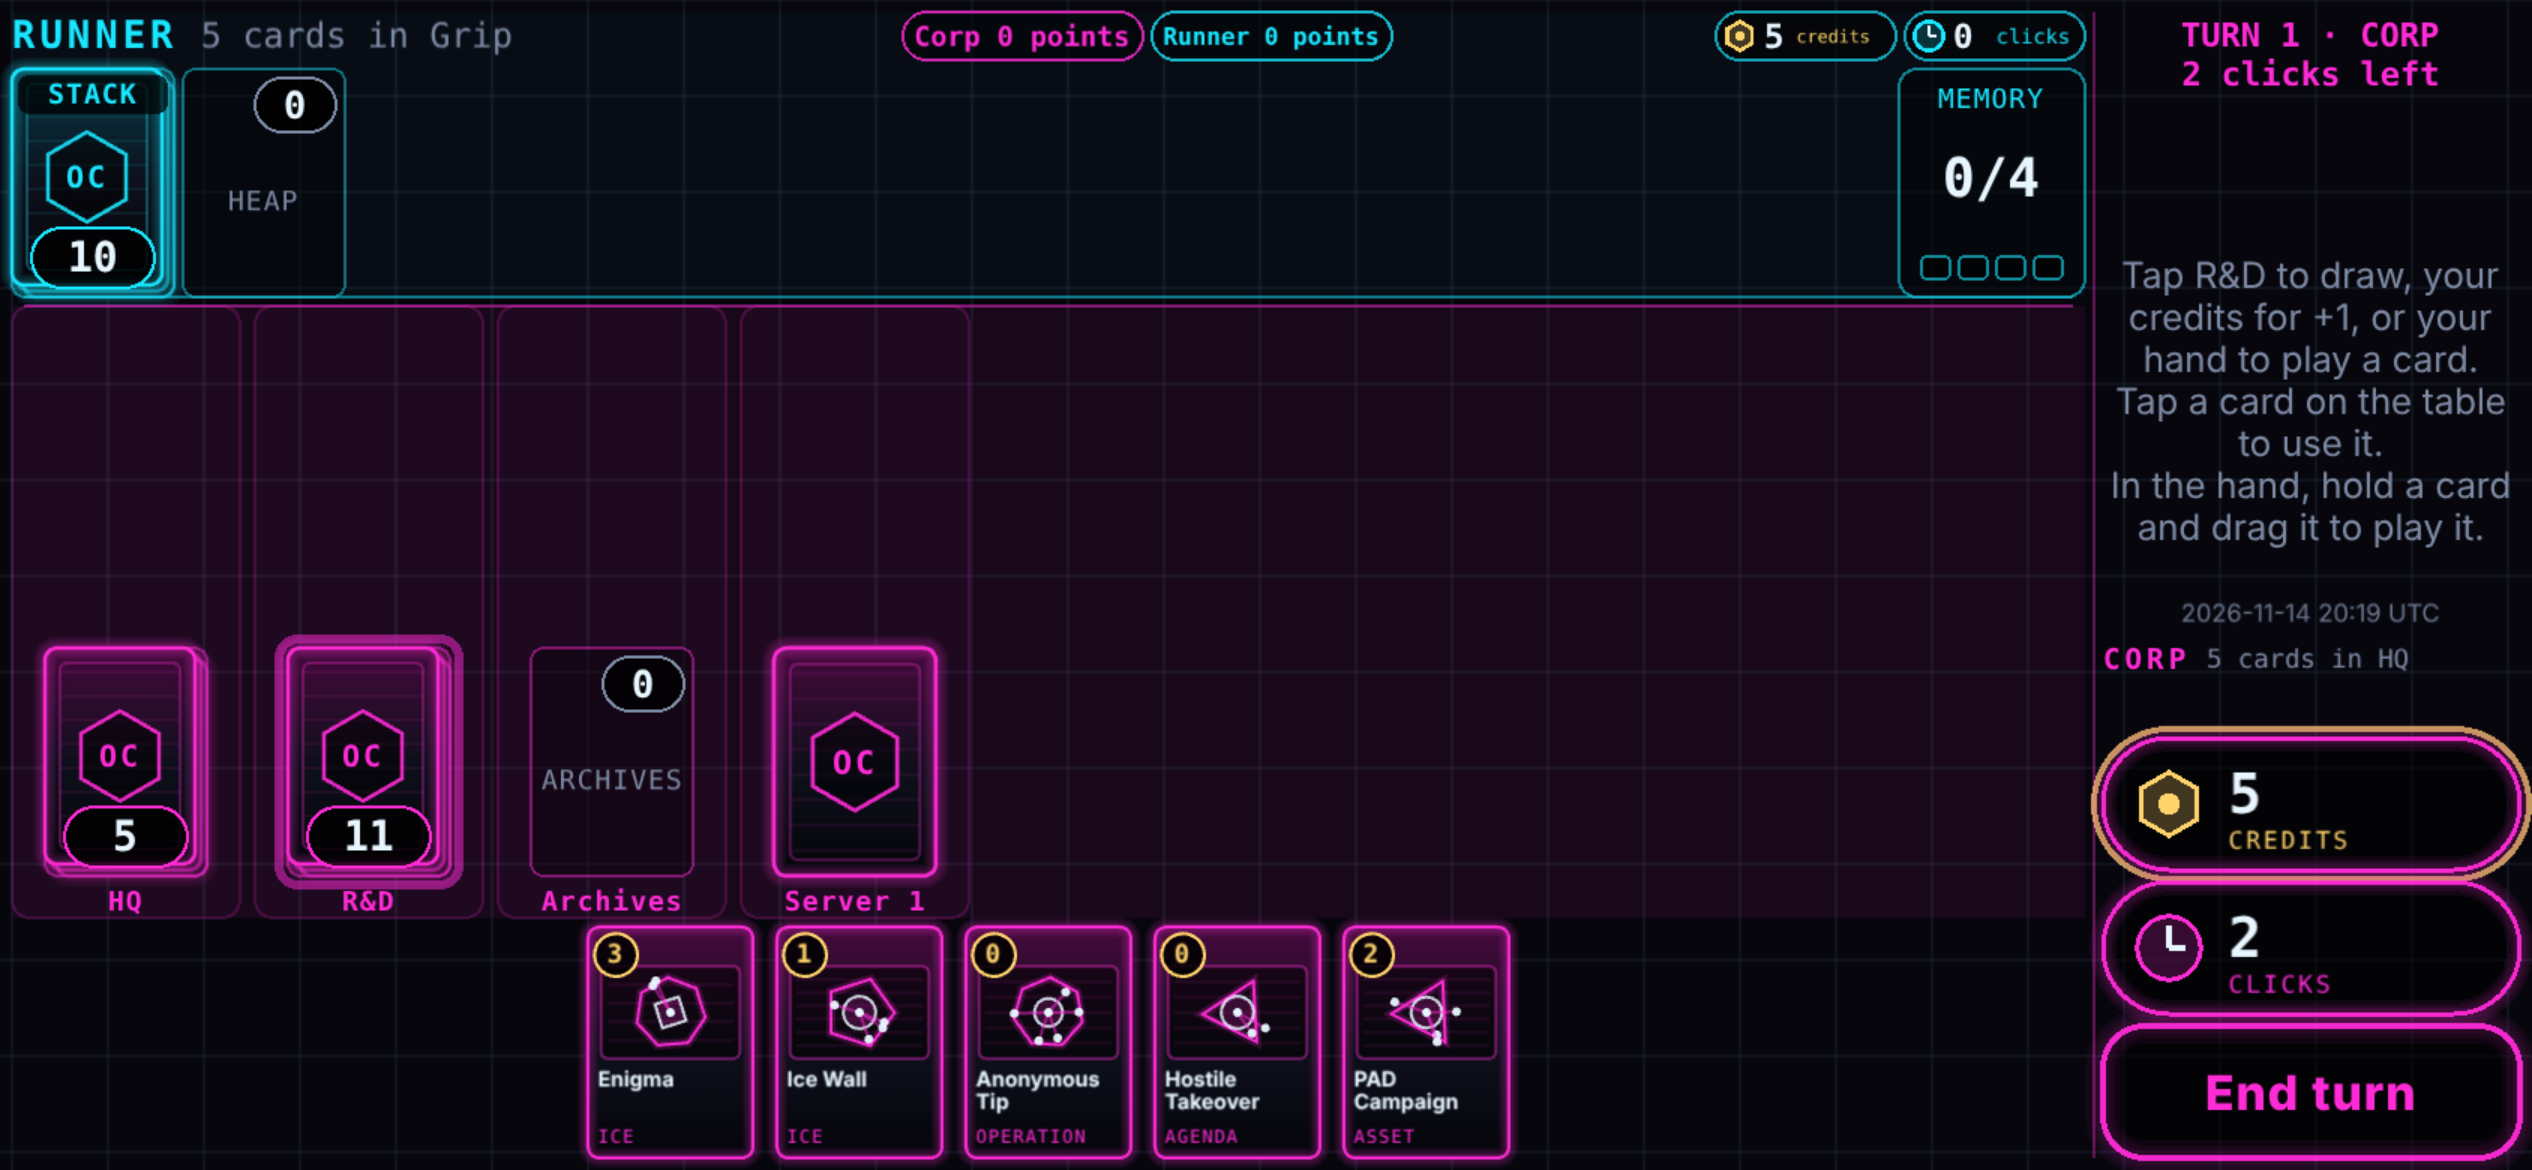 RUNNER 5 cards in Grip
Corp 0 points
Runner 0 points
5 credits
0 clicks
TURN 1 · CORP
2 clicks left
STACK
OC
10
0
HEAP
MEMORY
0/4
Tap R&D to draw, your
credits for +1, or your
hand to play a card.
Tap a card on the table
to use it.
In the hand, hold a card
and drag it to play it.
2026-11-14 20:19 UTC
CORP 5 cards in HQ
OC
5
HQ
OC
11
R&D
0
ARCHIVES
Archives
OC
Server 1
5
CREDITS
2
CLICKS
End turn
3
Enigma
ICE
1
Ice Wall
ICE
0
Anonymous
Tip
OPERATION
0
Hostile
Takeover
AGENDA
2
PAD
Campaign
ASSET